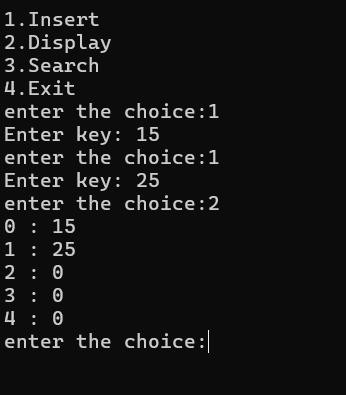 1.Insert
2.Display
3.Search
4.Exit
enter the choice:1
Enter key: 15
enter the choice:1
Enter key: 25
enter the choice:2
0 : 15
1 : 25
2 : 0
3 : 0
4 : 0
enter the choice: